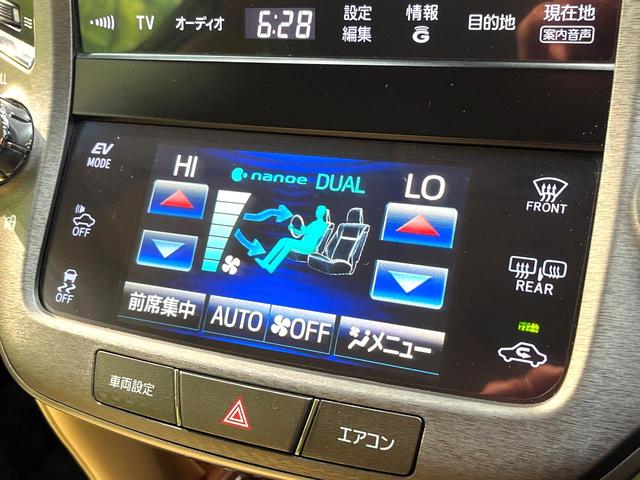 TV
オーディオ
6:28
設定
編集
情報
G
目的地
現在地
案内音声
EV
MODE
HI
nanoe DUAL
LO
FRONT
OFF
REAR
OFF
前席集中
AUTO
OFF
メニュー
車両設定
エアコン